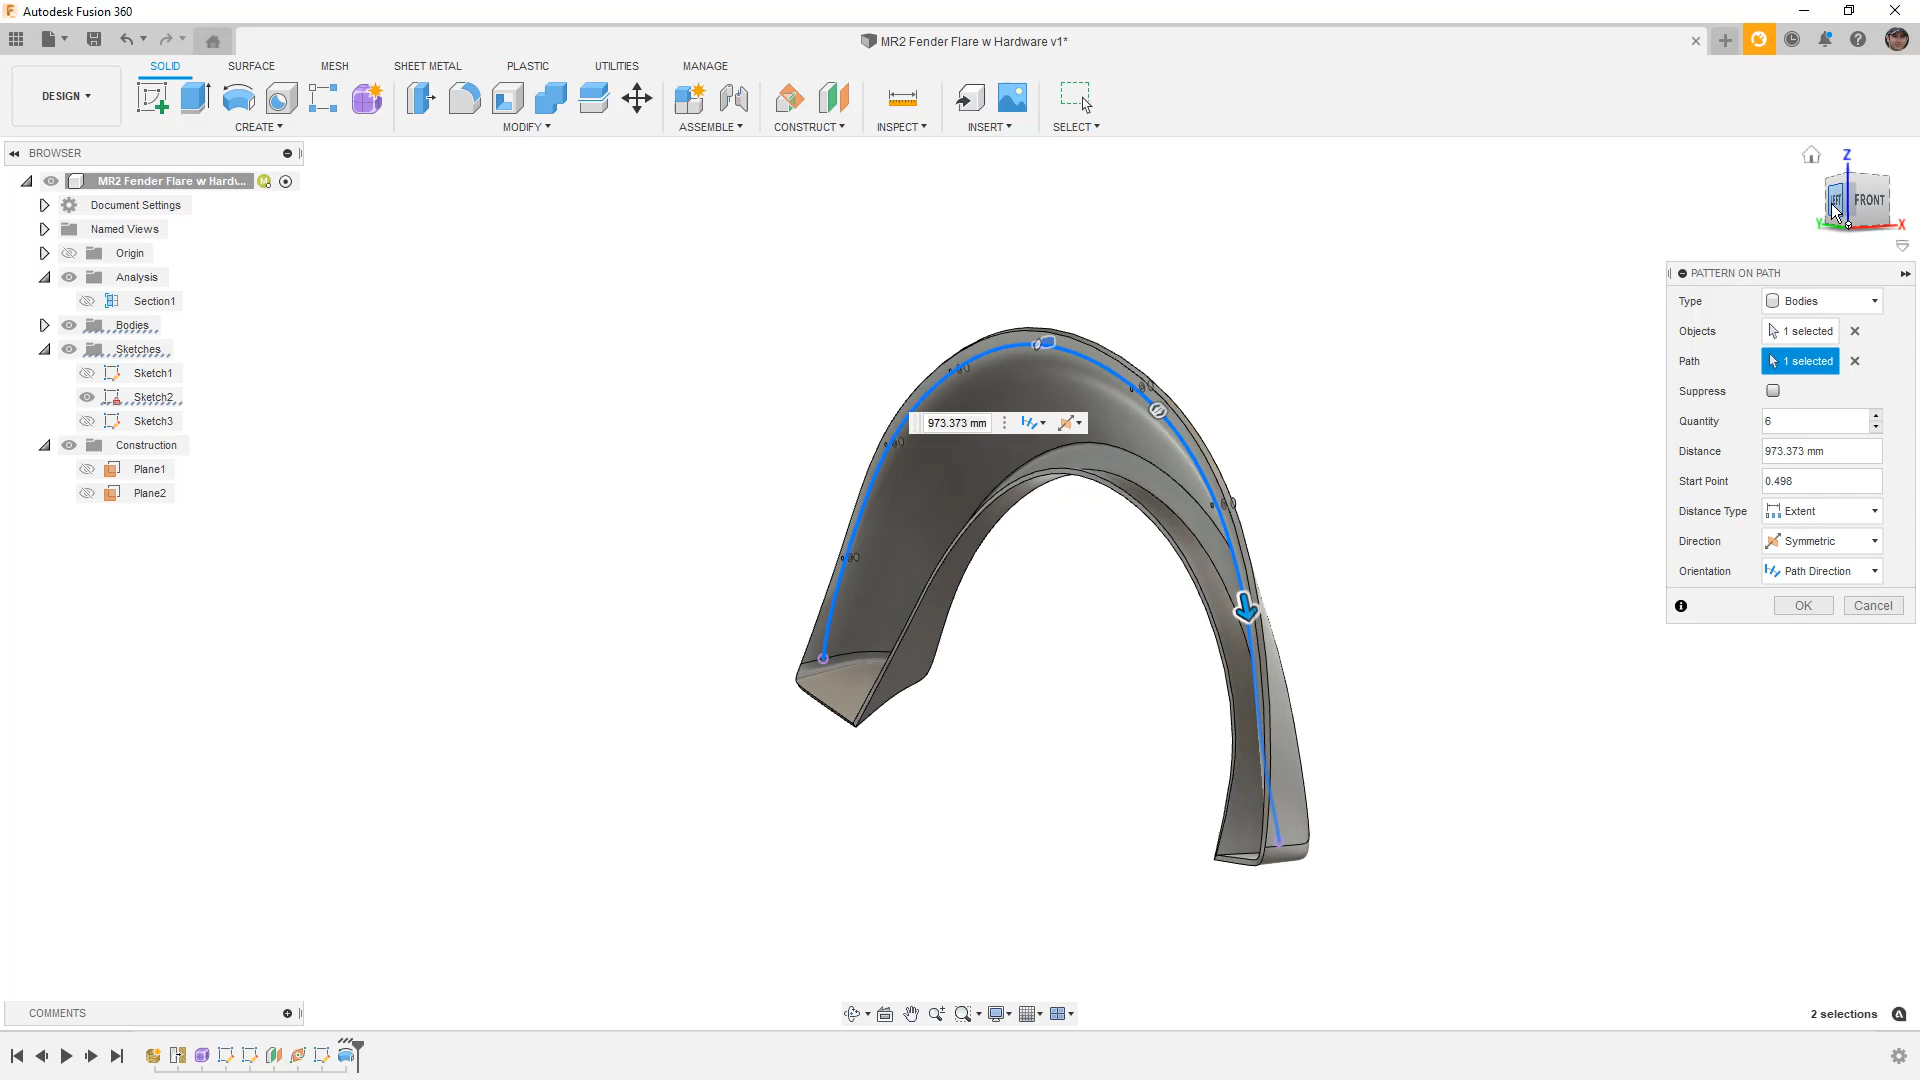 Autodesk Fusion 360
MR2 Fender Flare w Hardware v1*
DESIGN
SOLID
SURFACE
MESH
SHEET METAL
PLASTIC
UTILITIES
MANAGE
CREATE
MODIFY
ASSEMBLE
CONSTRUCT
INSPECT
INSERT
SELECT
BROWSER
MR2 Fender Flare w Hardw...
Document Settings
Named Views
Origin
Analysis
Section1
Bodies
Sketches
Sketch1
Sketch2
Sketch3
Construction
Plane1
Plane2
Z
FRONT
Y
X
973.373 mm
PATTERN ON PATH
Type
Bodies
Objects
1 selected
Path
1 selected
Suppress
Quantity
6
Distance
973.373 mm
Start Point
0.498
Distance Type
Extent
Direction
Symmetric
Orientation
Path Direction
OK
Cancel
COMMENTS
2 selections